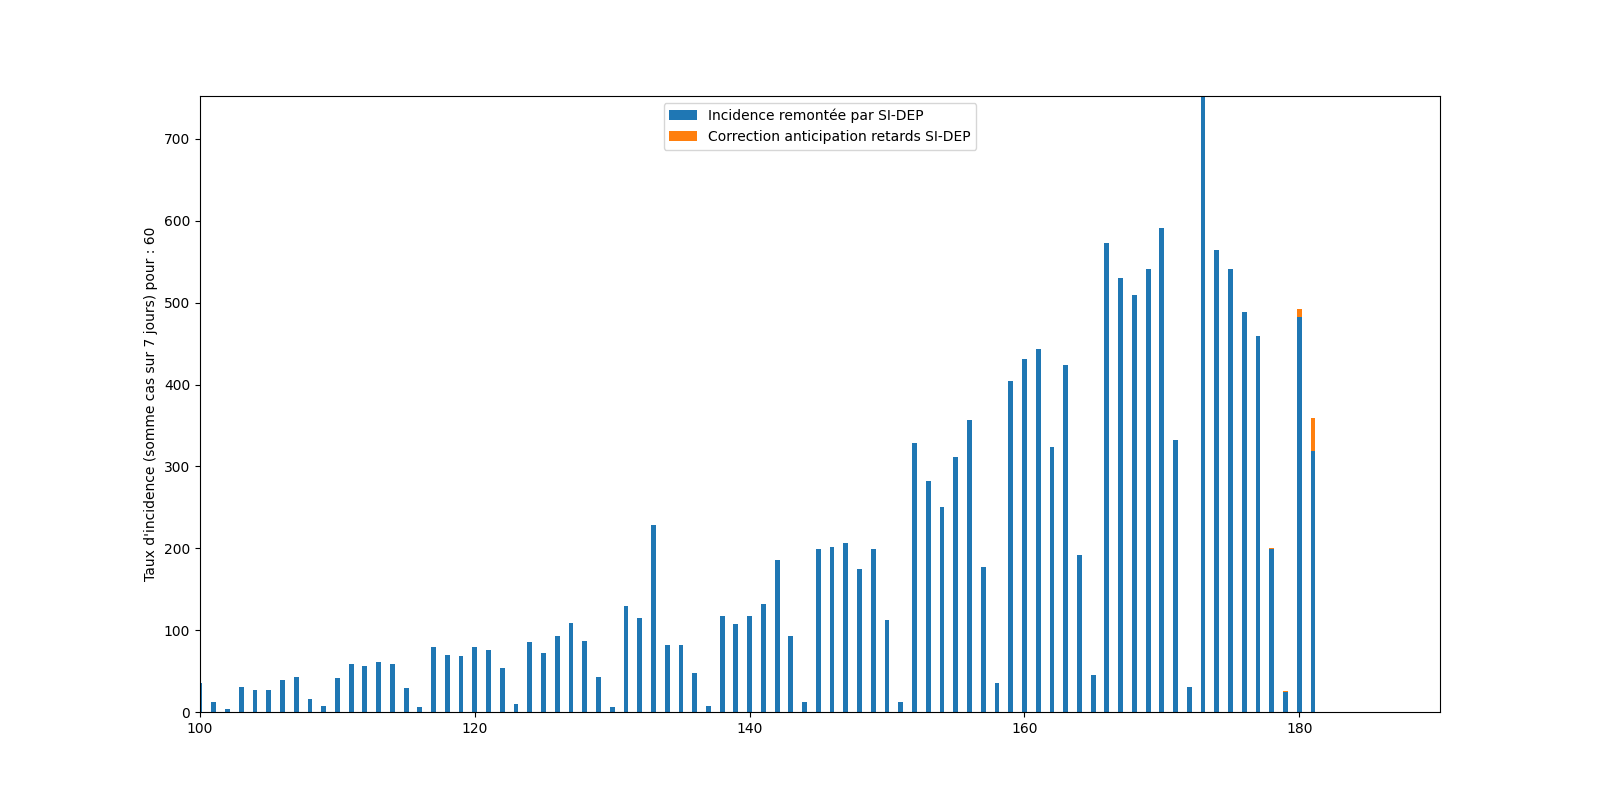 Incidence remontée par SI-DEP
Correction anticipation retards SI-DEP
Taux d'incidence (somme cas sur 7 jours) pour : 60
700
600
500
400
300
200
100
0
100 120 140 160 180